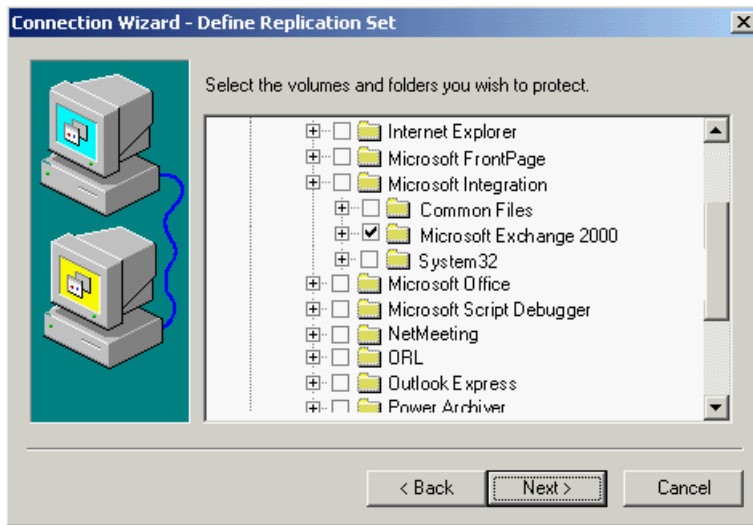 Connection Wizard - Define Replication Set
Select the volumes and folders you wish to protect.
Internet Explorer
Microsoft FrontPage
Microsoft Integration
Common Files
Microsoft Exchange 2000
System32
Microsoft Office
Microsoft Script Debugger
NetMeeting
ORL
Outlook Express
Power Archiver
< Back
Next >
Cancel